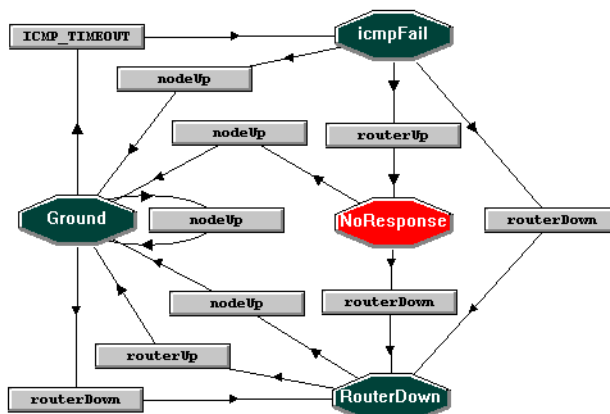 ICMP_TIMEOUT
icmpFail
nodeUp
nodeUp
routerUp
Ground
nodeUp
NoResponse
routerDown
nodeUp
routerDown
routerUp
routerDown
RouterDown